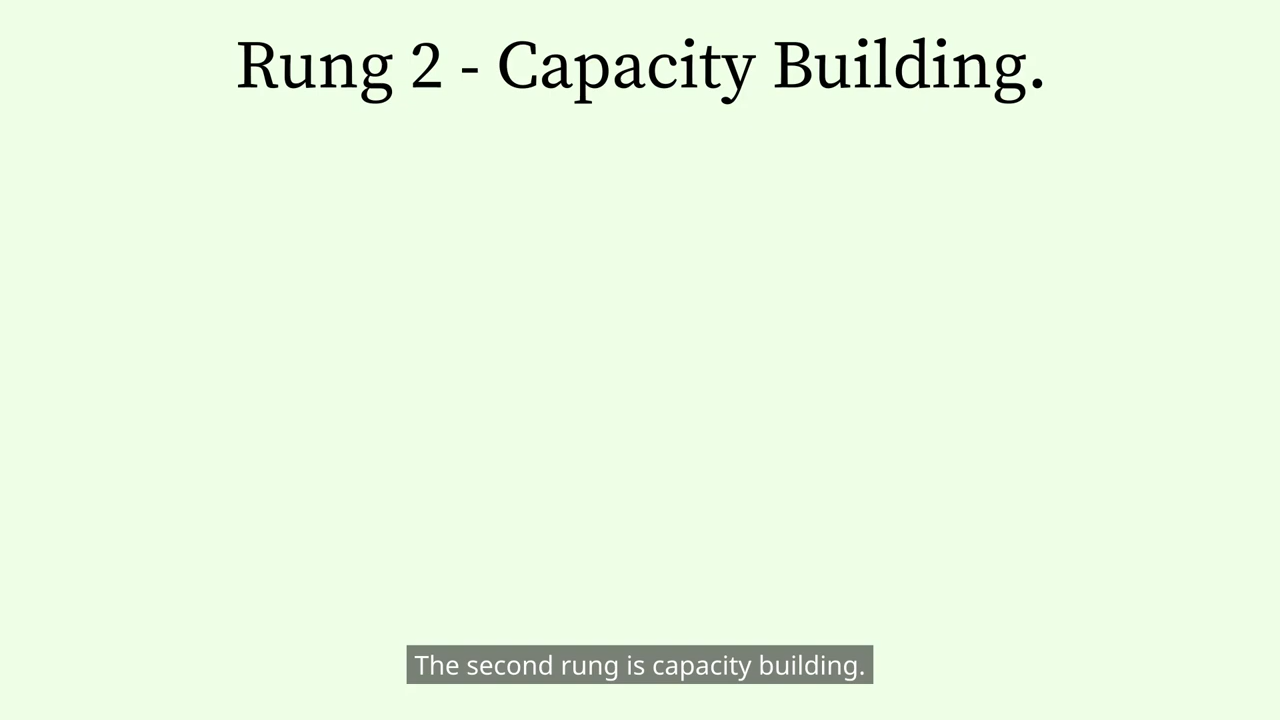 Rung 2 - Capacity Building.
The second rung is capacity building.